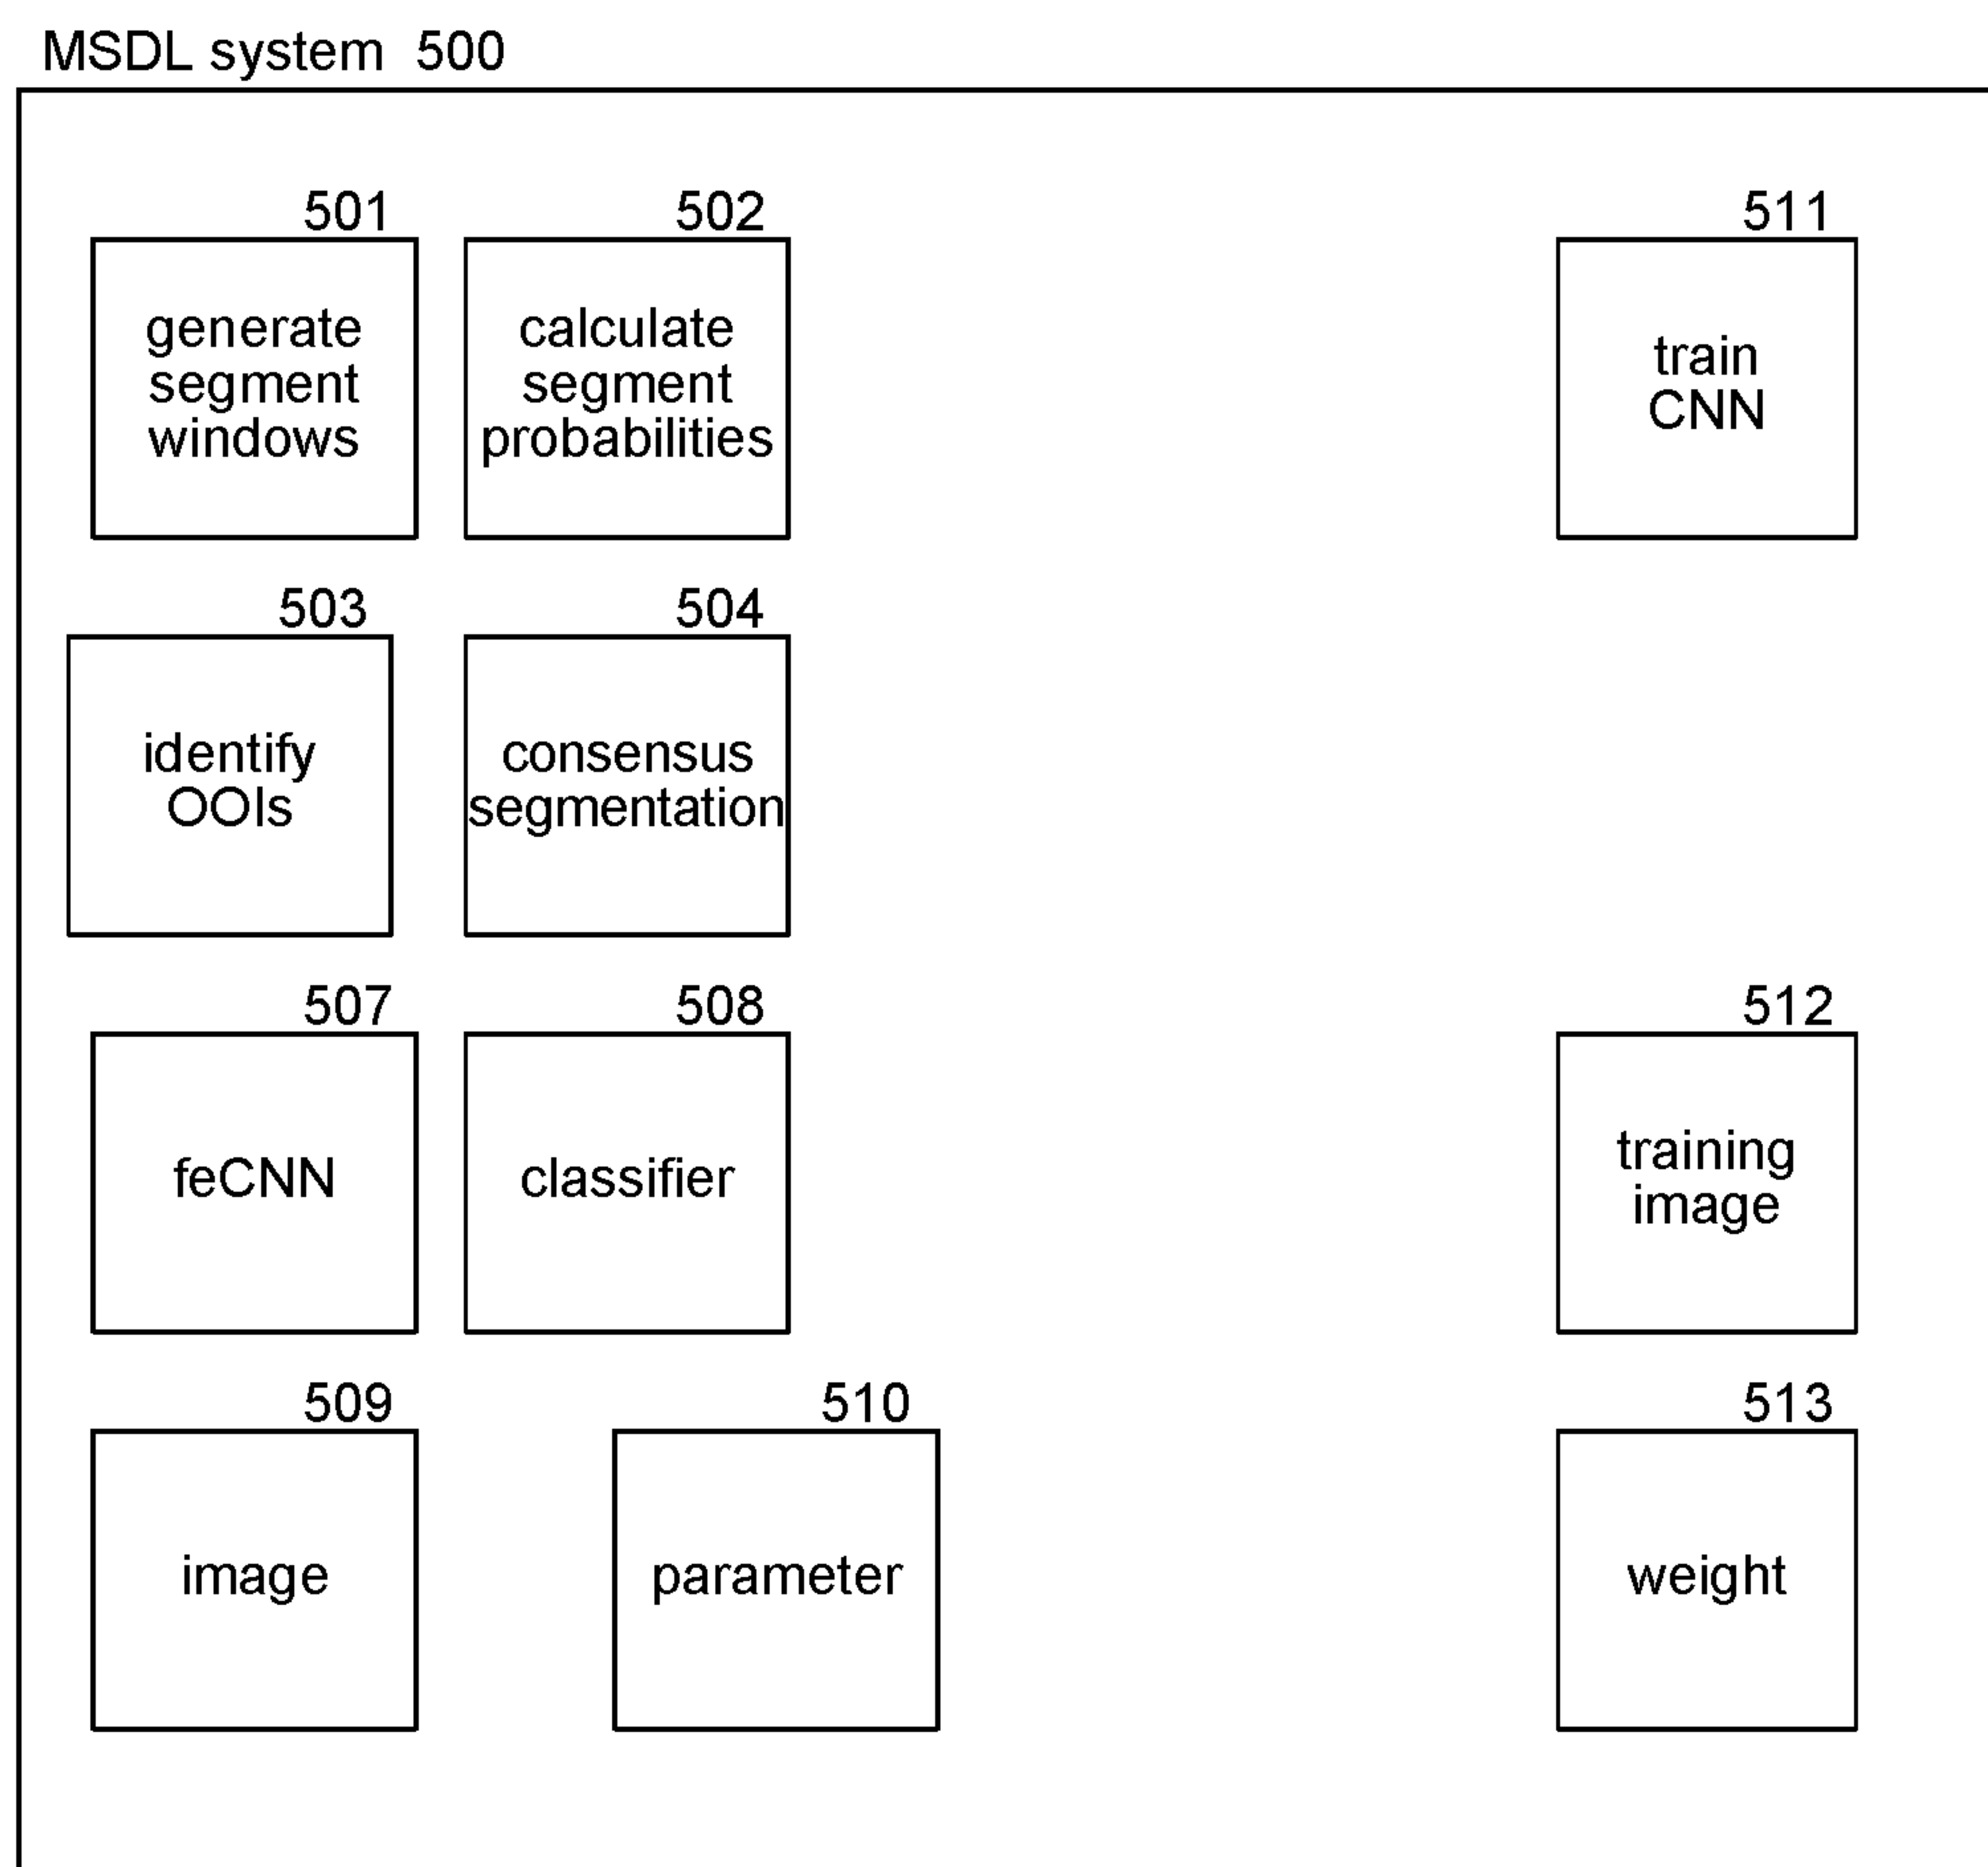 MSDL system 500
501
generate
segment
windows
502
calculate
segment
probabilities
511
train
CNN
503
identify
OOIs
504
consensus
segmentation
507
feCNN
508
classifier
512
training
image
509
image
510
parameter
513
weight